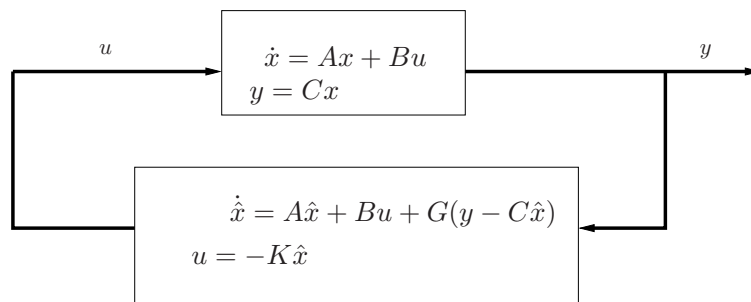 u
y
ẋ = Ax + Bu
y = Cx
x̂̇ = Ax̂ + Bu + G(y − Cx̂)
u = −Kx̂